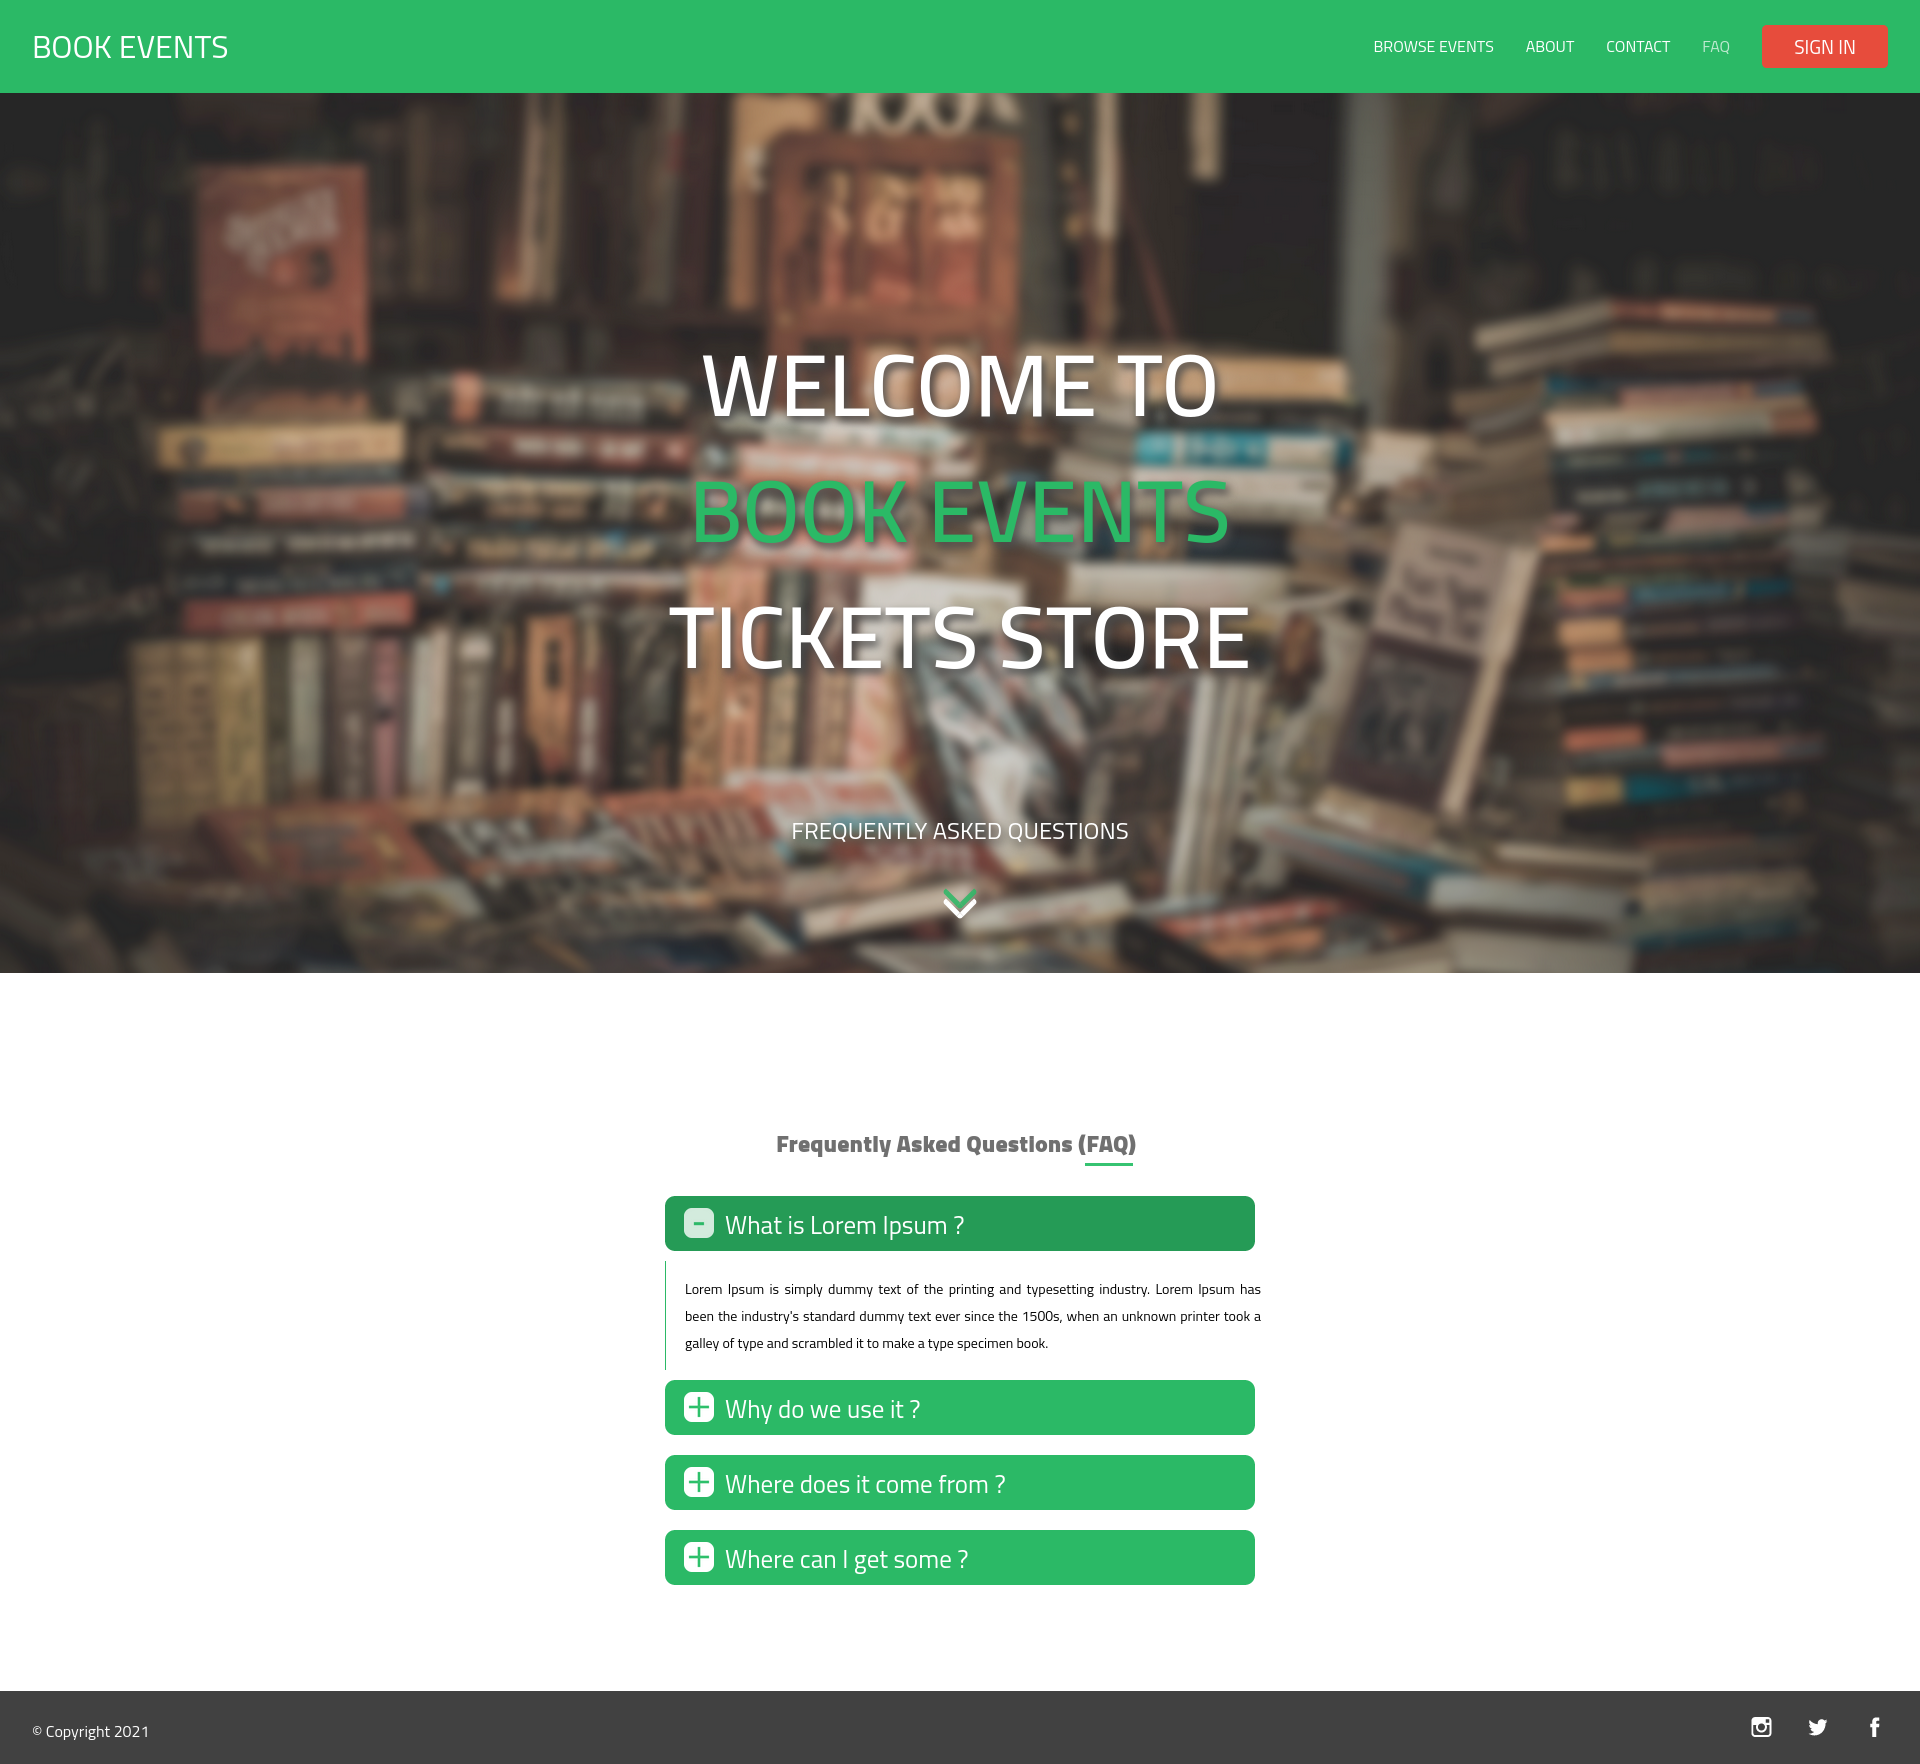 BOOK EVENTS
BROWSE EVENTS
ABOUT
CONTACT
FAQ
SIGN IN
WELCOME TO
BOOK EVENTS
TICKETS STORE
FREQUENTLY ASKED QUESTIONS
Frequently Asked Questions (FAQ)
What is Lorem Ipsum ?
Lorem Ipsum is simply dummy text of the printing and typesetting industry. Lorem Ipsum has
been the industry's standard dummy text ever since the 1500s, when an unknown printer took a
galley of type and scrambled it to make a type specimen book.
Why do we use it ?
Where does it come from ?
Where can I get some ?
© Copyright 2021